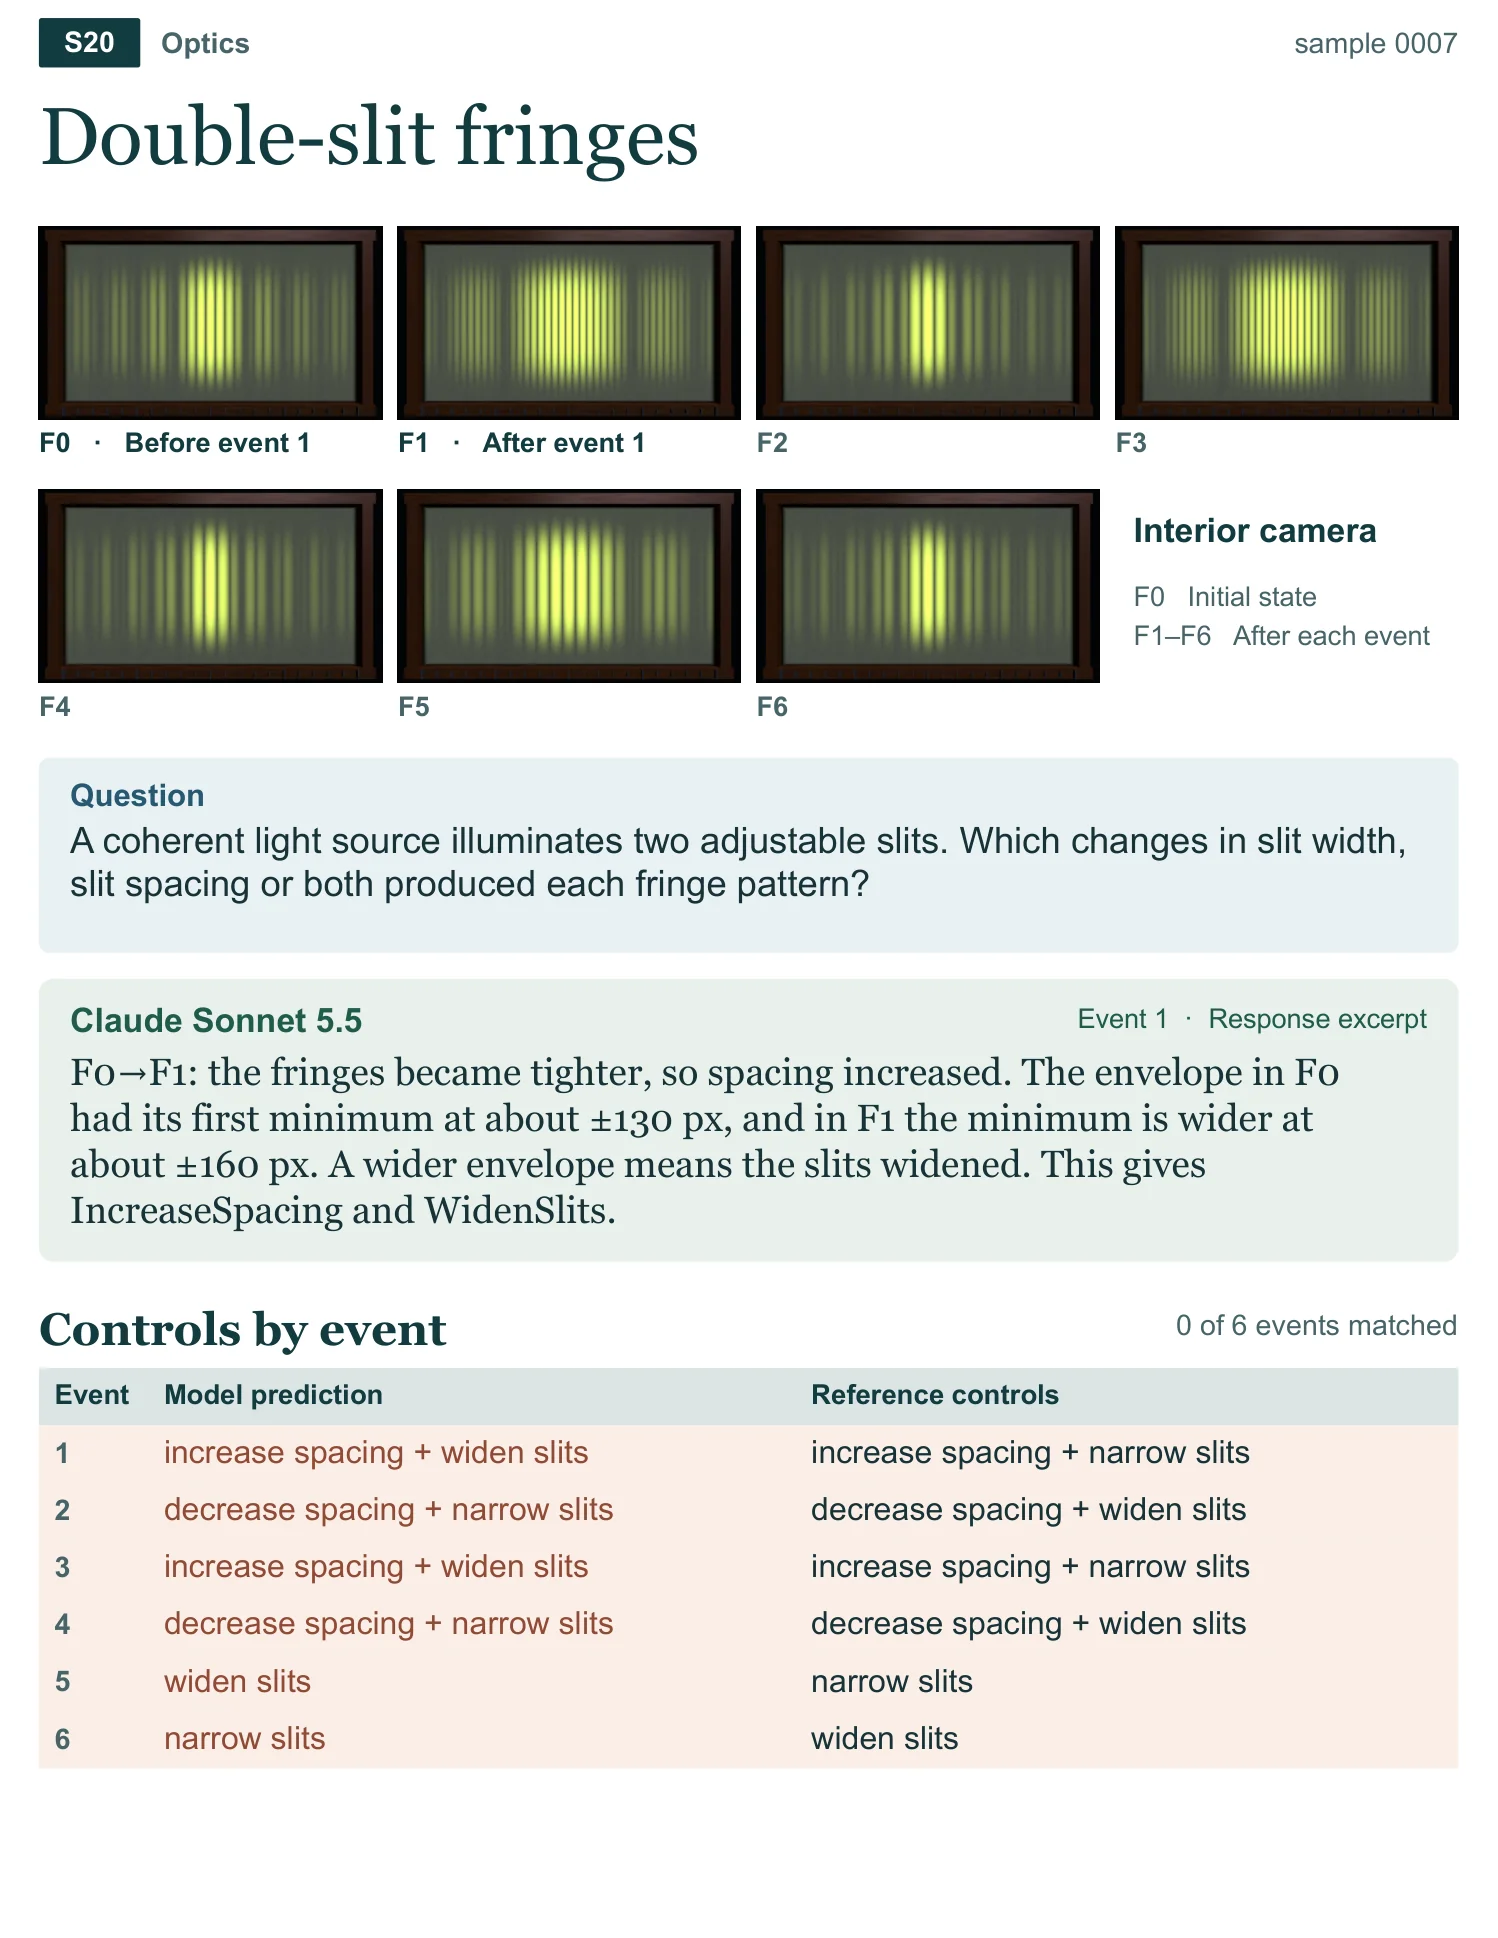 S20 Optics sample 0007
Double-slit fringes
F0 · Before event 1
F1 · After event 1
F2
F3
F4
F5
F6
Interior camera
F0 Initial state
F1–F6 After each event
Question
A coherent light source illuminates two adjustable slits. Which changes in slit width,
slit spacing or both produced each fringe pattern?
Claude Sonnet 5.5 Event 1 · Response excerpt
F0→F1: the fringes became tighter, so spacing increased. The envelope in F0
had its first minimum at about ±130 px, and in F1 the minimum is wider at
about ±160 px. A wider envelope means the slits widened. This gives
IncreaseSpacing and WidenSlits.
Controls by event 0 of 6 events matched
Event Model prediction Reference controls
1 increase spacing + widen slits increase spacing + narrow slits
2 decrease spacing + narrow slits decrease spacing + widen slits
3 increase spacing + widen slits increase spacing + narrow slits
4 decrease spacing + narrow slits decrease spacing + widen slits
5 widen slits narrow slits
6 narrow slits widen slits